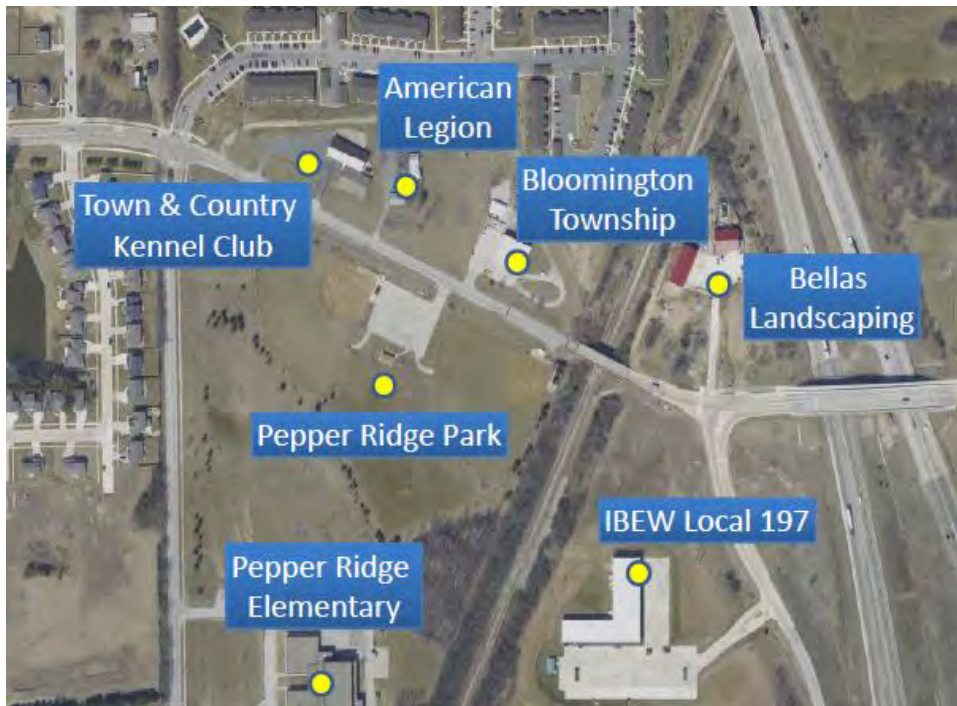 American
Legion
Bloomington
Township
Town & Country
Kennel Club
Bellas
Landscaping
Pepper Ridge Park
IBEW Local 197
Pepper Ridge
Elementary